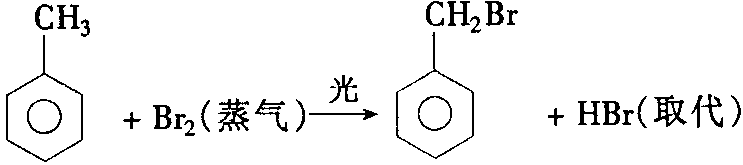 CH₃
CH₂Br
光
+ Br₂(蒸气) → + HBr(取代)